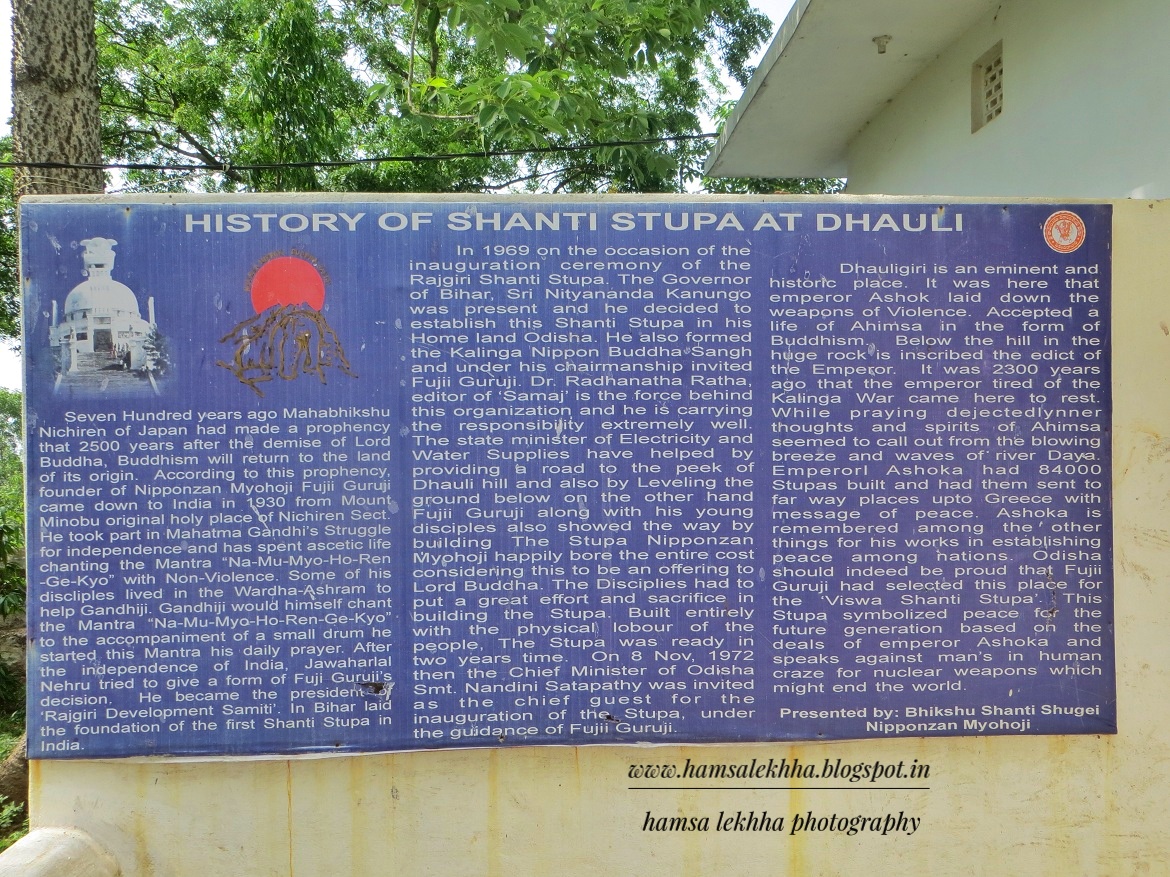 HISTORY OF SHANTI STUPA AT DHAULI
Seven Hundred years ago Mahabhikshu
Nichiren of Japan had made a prophency
that 2500 years after the demise of Lord
Buddha, Buddhism will return to the land
of its origin. According to this prophency,
founder of Nipponzan Myohoji Fujii Guruji
came down to India in 1930 from Mount
Minobu original holy place of Nichiren Sect.
He took part in Mahatma Gandhi's Struggle
for independence and has spent ascetic life
chanting the Mantra "Na-Mu-Myo-Ho-Ren
-Ge-Kyo" with Non-Violence. Some of his
disciples lived in the Wardha-Ashram to
help Gandhiji. Gandhiji would himself chant
the Mantra "Na-Mu-Myo-Ho-Ren-Ge-Kyo"
to the accompaniment of a small drum he
started this Mantra his daily prayer. After
the independence of India, Jawaharlal
Nehru tried to give a form of Fuji Guruji's
decision. He became the president
'Rajgiri Development Samiti'. In Bihar laid
the foundation of the first Shanti Stupa in
India.
In 1969 on the occasion of the
inauguration ceremony of the
Rajgiri Shanti Stupa. The Governor
of Bihar, Sri Nityananda Kanungo
was present and he decided to
establish this Shanti Stupa in his
Home land Odisha. He also formed
the Kalinga Nippon Buddha Sangh
and under his chairmanship invited
Fujii Guruji. Dr. Radhanatha Ratha,
editor of 'Samaj' is the force behind
this organization and he is carrying
the responsibility extremely well.
The state minister of Electricity and
Water Supplies have helped by
providing a road to the peek of
Dhauli hill and also by Leveling the
ground below on the other hand
Fujii Guruji along with his young
disciples also showed the way by
building The Stupa Nipponzan
Myohoji happily bore the entire cost
considering this to be an offering to
Lord Buddha. The Disciplies had to
put a great effort and sacrifice in
building the Stupa. Built entirely
with the physical lobour of the
people, The Stupa was ready in
two years time. On 8 Nov, 1972
then the Chief Minister of Odisha
Smt. Nandini Satapathy was invited
as the chief guest for the
inauguration of the Stupa, under
the guidance of Fujii Guruji.
Dhauligiri is an eminent and
historic place. It was here that
emperor Ashok laid down the
weapons of Violence. Accepted a
life of Ahimsa in the form of
Buddhism. Below the hill in the
huge rock is inscribed the edict of
the Emperor. It was 2300 years
ago that the emperor tired of the
Kalinga War came here to rest.
While praying dejectedlynner
thoughts and spirits of Ahimsa
seemed to call out from the blowing
breeze and waves of river Daya.
EmperorI Ashoka had 84000
Stupas built and had them sent to
far way places upto Greece with
message of peace. Ashoka is
remembered among the other
things for his works in establishing
peace among nations. Odisha
should indeed be proud that Fujii
Guruji had selected this place for
the 'Viswa Shanti Stupa'. This
Stupa symbolized peace for the
future generation based on the
deals of emperor Ashoka and
speaks against man's in human
craze for nuclear weapons which
might end the world.
Presented by: Bhikshu Shanti Shugei
Nipponzan Myohoji
www.hamsalekhha.blogspot.in
hamsa lekhha photography